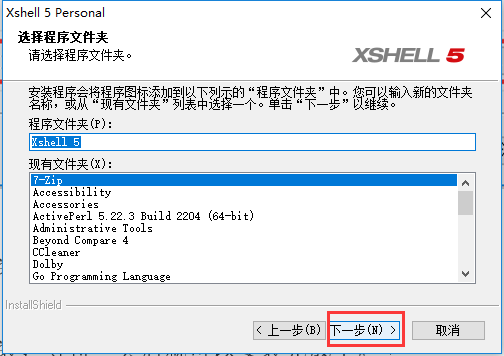 Xshell 5 Personal
选择程序文件夹
请选择程序文件夹。
XSHELL 5
安装程序会将程序图标添加到以下列示的“程序文件夹”中。您可以输入新的文件夹
名称，或从“现有文件夹”列表中选择一个。单击“下一步”以继续。
程序文件夹(P):
Xshell 5
现有文件夹(X):
7-Zip
Accessibility
Accessories
ActivePerl 5.22.3 Build 2204 (64-bit)
Administrative Tools
Beyond Compare 4
CCleaner
Dolby
Go Programming Language
InstallShield
< 上一步(B)
下一步(N) >
取消